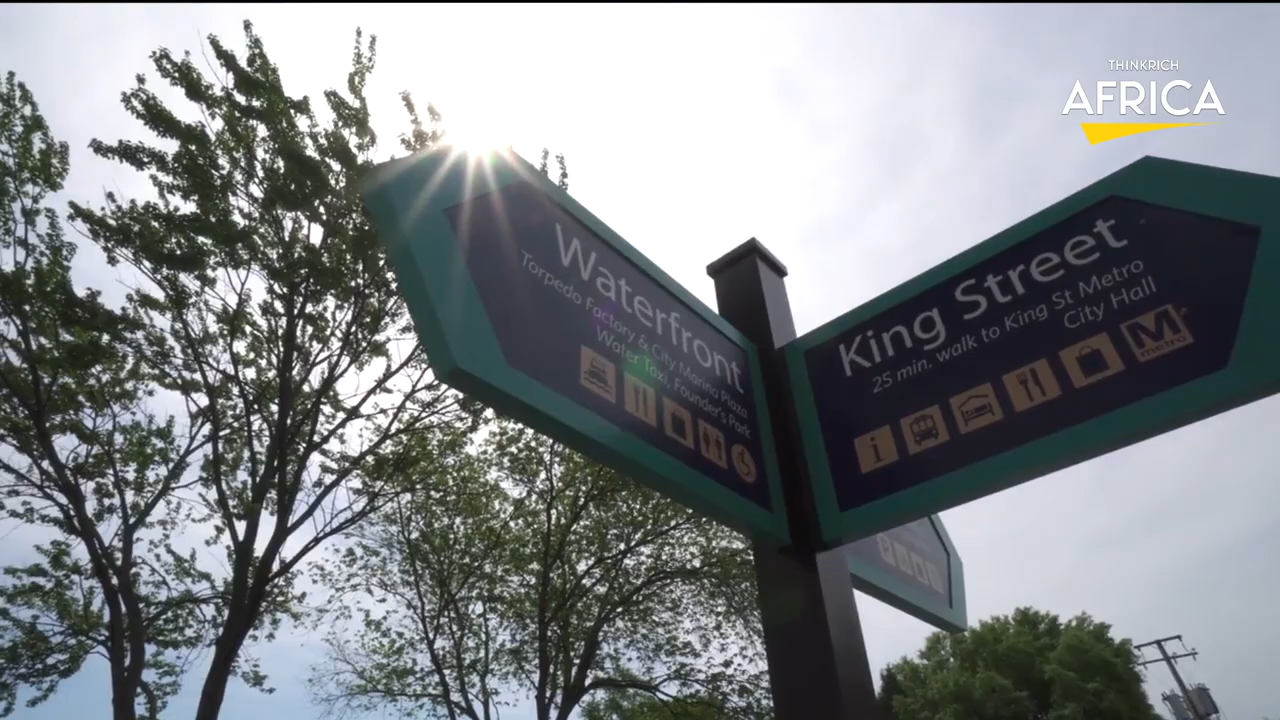 THINKRICH
AFRICA
Waterfront
Torpedo Factory & City Marina Plaza
Water Taxi, Founder's Park
King Street
25 min. walk to King St Metro
City Hall
i
M
metro